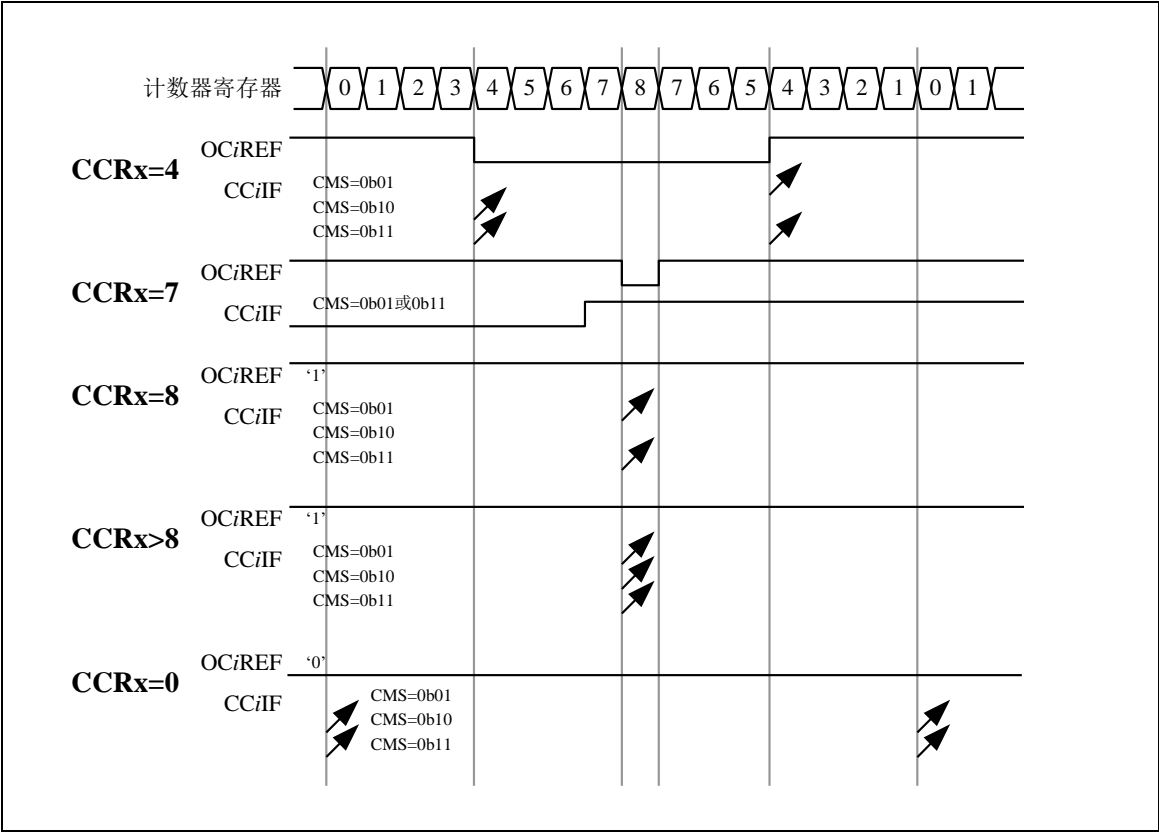 计数器寄存器 0 1 2 3 4 5 6 7 8 7 6 5 4 3 2 1 0 1
CCRx=4
OCiREF
CCiIF
CMS=0b01
CMS=0b10
CMS=0b11
CCRx=7
OCiREF
CCiIF
CMS=0b01或0b11
CCRx=8
OCiREF ‘1’
CCiIF
CMS=0b01
CMS=0b10
CMS=0b11
CCRx>8
OCiREF ‘1’
CCiIF
CMS=0b01
CMS=0b10
CMS=0b11
CCRx=0
OCiREF ‘0’
CCiIF
CMS=0b01
CMS=0b10
CMS=0b11